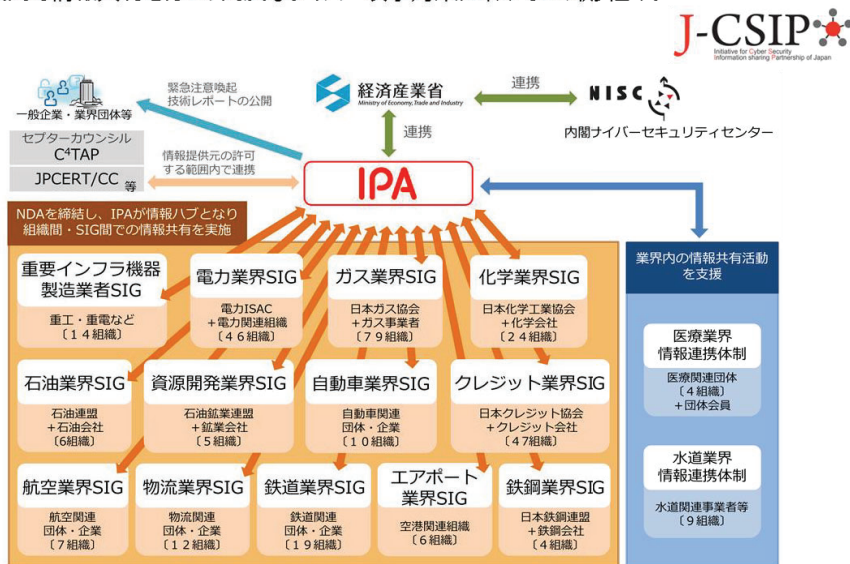 J-CSIP
Initiative for Cyber Security
Information sharing Partnership of Japan
緊急注意喚起
技術レポートの公開
経済産業省
Ministry of Economy, Trade and Industry
連携
NISC
内閣サイバーセキュリティセンター
一般企業・業界団体等
連携
セプターカウンシル
C⁴TAP
JPCERT/CC 等
情報提供元の許可
する範囲内で連携
IPA
NDAを締結し、IPAが情報ハブとなり
組織間・SIG間での情報共有を実施
重要インフラ機器
製造業者SIG
重工・重電など
〔14組織〕
電力業界SIG
電力ISAC
+電力関連組織
〔46組織〕
ガス業界SIG
日本ガス協会
+ガス事業者
〔79組織〕
化学業界SIG
日本化学工業協会
+化学会社
〔24組織〕
石油業界SIG
石油連盟
+石油会社
〔6組織〕
資源開発業界SIG
石油鉱業連盟
+鉱業会社
〔5組織〕
自動車業界SIG
自動車関連
団体・企業
〔10組織〕
クレジット業界SIG
日本クレジット協会
+クレジット会社
〔47組織〕
航空業界SIG
航空関連
団体・企業
〔7組織〕
物流業界SIG
物流関連
団体・企業
〔12組織〕
鉄道業界SIG
鉄道関連
団体・企業
〔19組織〕
エアポート
業界SIG
空港関連組織
〔6組織〕
鉄鋼業界SIG
日本鉄鋼連盟
+鉄鋼会社
〔4組織〕
業界内の情報共有活動
を支援
医療業界
情報連携体制
医療関連団体
〔4組織〕
+団体会員
水道業界
情報連携体制
水道関連事業者等
〔9組織〕